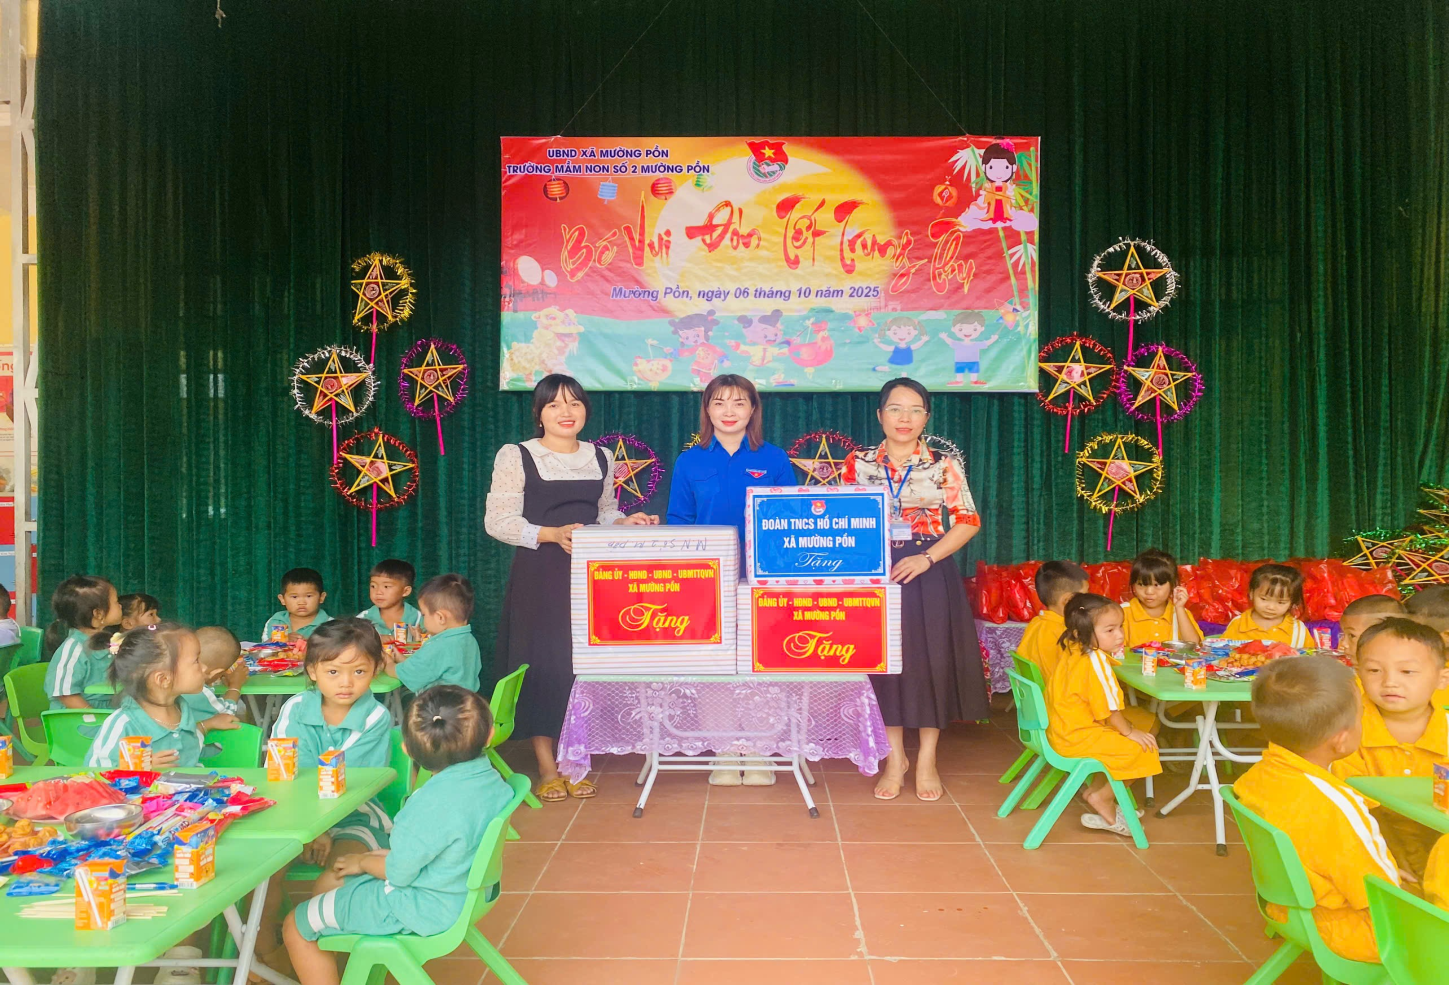 UBND XÃ MƯỜNG PỒN
TRƯỜNG MẦM NON SỐ 2 MƯỜNG PỒN
Bé Vui Đón Tết Trung Thu
Mường Pồn, ngày 06 tháng 10 năm 2025
ĐOÀN TNCS HỒ CHÍ MINH
XÃ MƯỜNG PỒN
Tặng
ĐẢNG ỦY - HĐND - UBND - UBMTTQVN
XÃ MƯỜNG PỒN
Tặng
ĐẢNG ỦY - HĐND - UBND - UBMTTQVN
XÃ MƯỜNG PỒN
Tặng